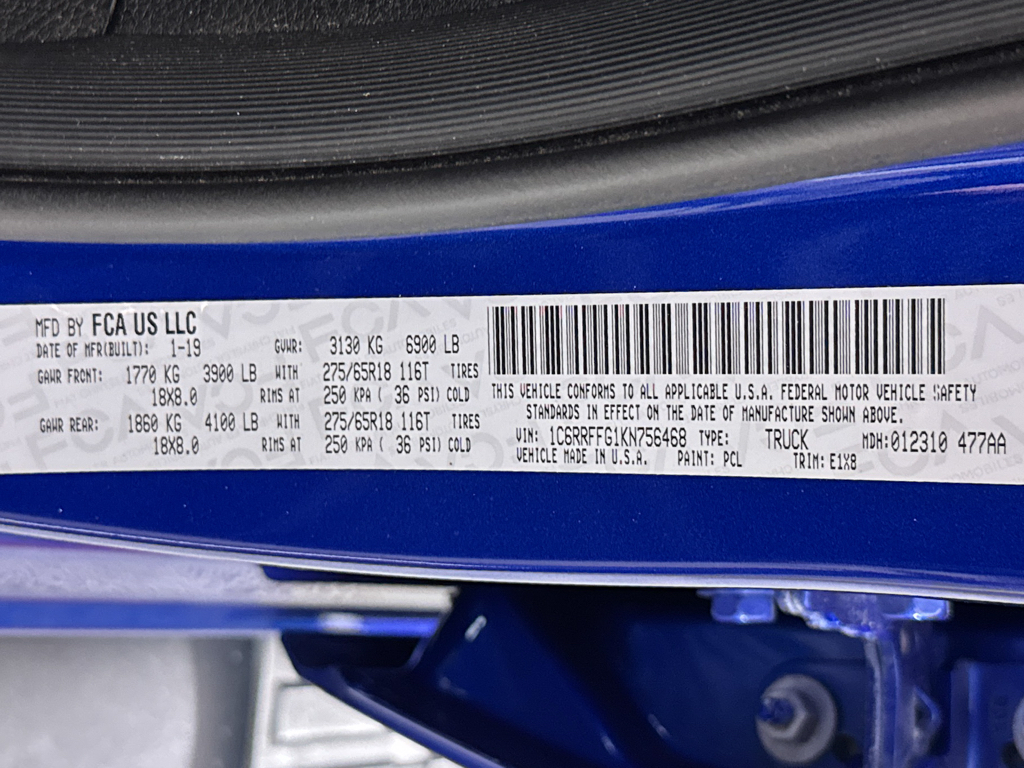 MFD BY FCA US LLC
DATE OF MFR(BUILT): 1-19 GVWR: 3130 KG 6900 LB
GAWR FRONT: 1770 KG 3900 LB WITH 275/65R18 116T TIRES
18X8.0 RIMS AT 250 KPA ( 36 PSI) COLD
GAWR REAR: 1860 KG 4100 LB WITH 275/65R18 116T TIRES
18X8.0 RIMS AT 250 KPA ( 36 PSI) COLD
THIS VEHICLE CONFORMS TO ALL APPLICABLE U.S.A. FEDERAL MOTOR VEHICLE SAFETY
STANDARDS IN EFFECT ON THE DATE OF MANUFACTURE SHOWN ABOVE.
VIN: 1C6RRFFG1KN756468 TYPE: TRUCK MDH:012310 477AA
VEHICLE MADE IN U.S.A. PAINT: PCL TRIM: E1X8